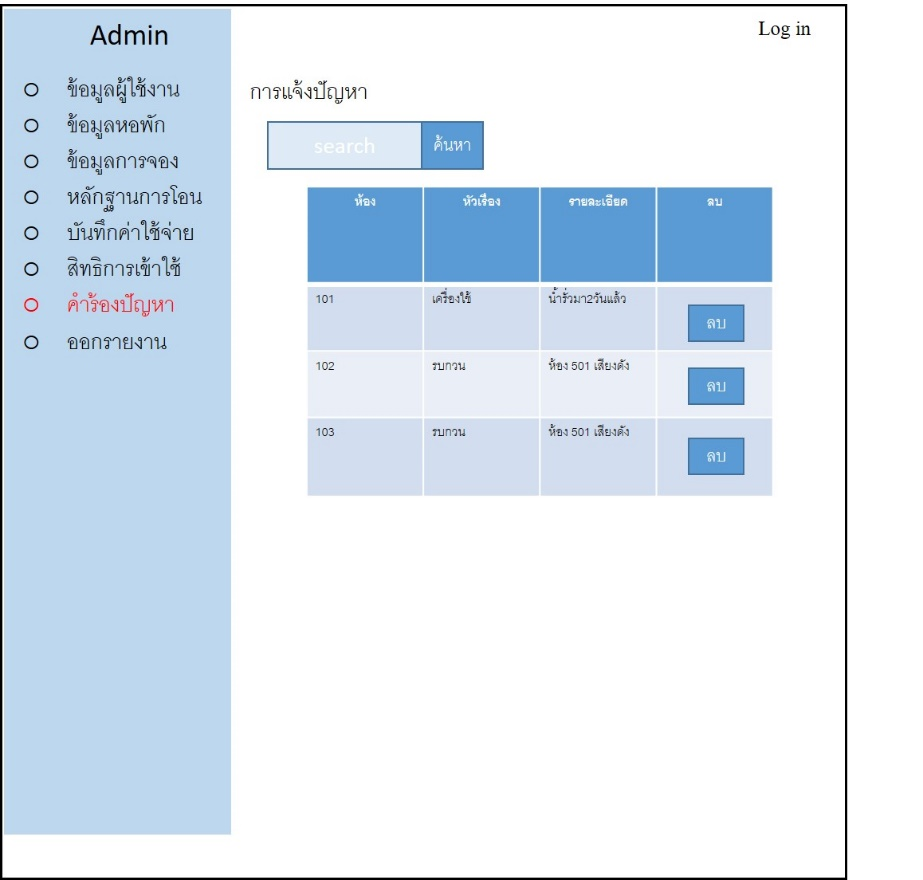 Admin
Log in
ข้อมูลผู้ใช้งาน
ข้อมูลหอพัก
ข้อมูลการจอง
หลักฐานการโอน
บันทึกค่าใช้จ่าย
สิทธิการเข้าใช้
คำร้องปัญหา
ออกรายงาน
การแจ้งปัญหา
search ค้นหา
ห้อง หัวเรื่อง รายละเอียด ลบ
101 เครื่องใช้ น้ำรั่วมา2วันแล้ว ลบ
102 รบกวน ห้อง 501 เสียงดัง ลบ
103 รบกวน ห้อง 501 เสียงดัง ลบ